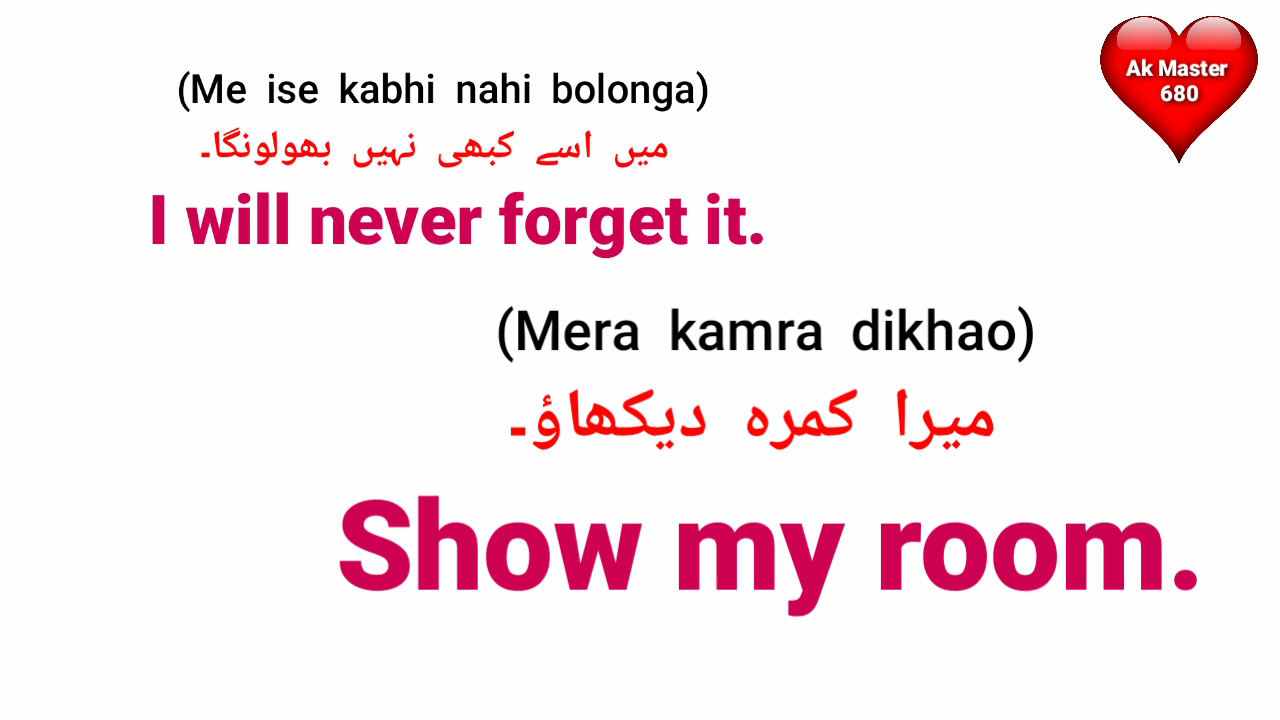 (Me ise kabhi nahi bolonga)
میں اسے کبھی نہیں بھولونگا۔
I will never forget it.
(Mera kamra dikhao)
میرا کمرہ دیکھاؤ۔
Show my room.
Ak Master
680